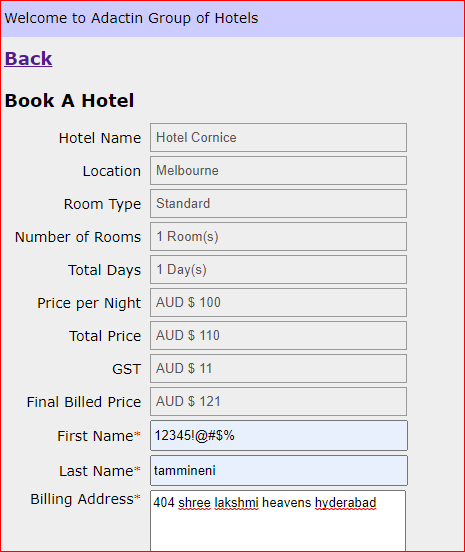 Welcome to Adactin Group of Hotels
Back
Book A Hotel
Hotel Name Hotel Cornice
Location Melbourne
Room Type Standard
Number of Rooms 1 Room(s)
Total Days 1 Day(s)
Price per Night AUD $ 100
Total Price AUD $ 110
GST AUD $ 11
Final Billed Price AUD $ 121
First Name* 12345!@#$%
Last Name* tammineni
Billing Address* 404 shree lakshmi heavens hyderabad